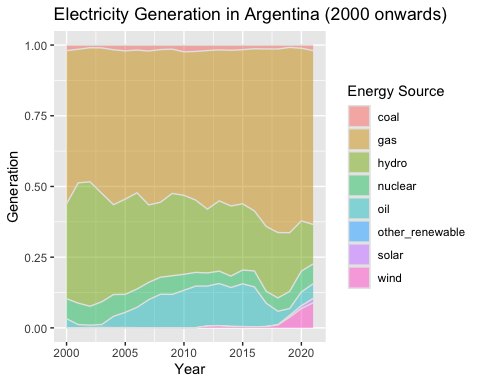 Electricity Generation in Argentina (2000 onwards)
1.00
0.75
0.50
0.25
0.00
Generation
2000 2005 2010 2015 2020
Year
Energy Source
coal
gas
hydro
nuclear
oil
other_renewable
solar
wind